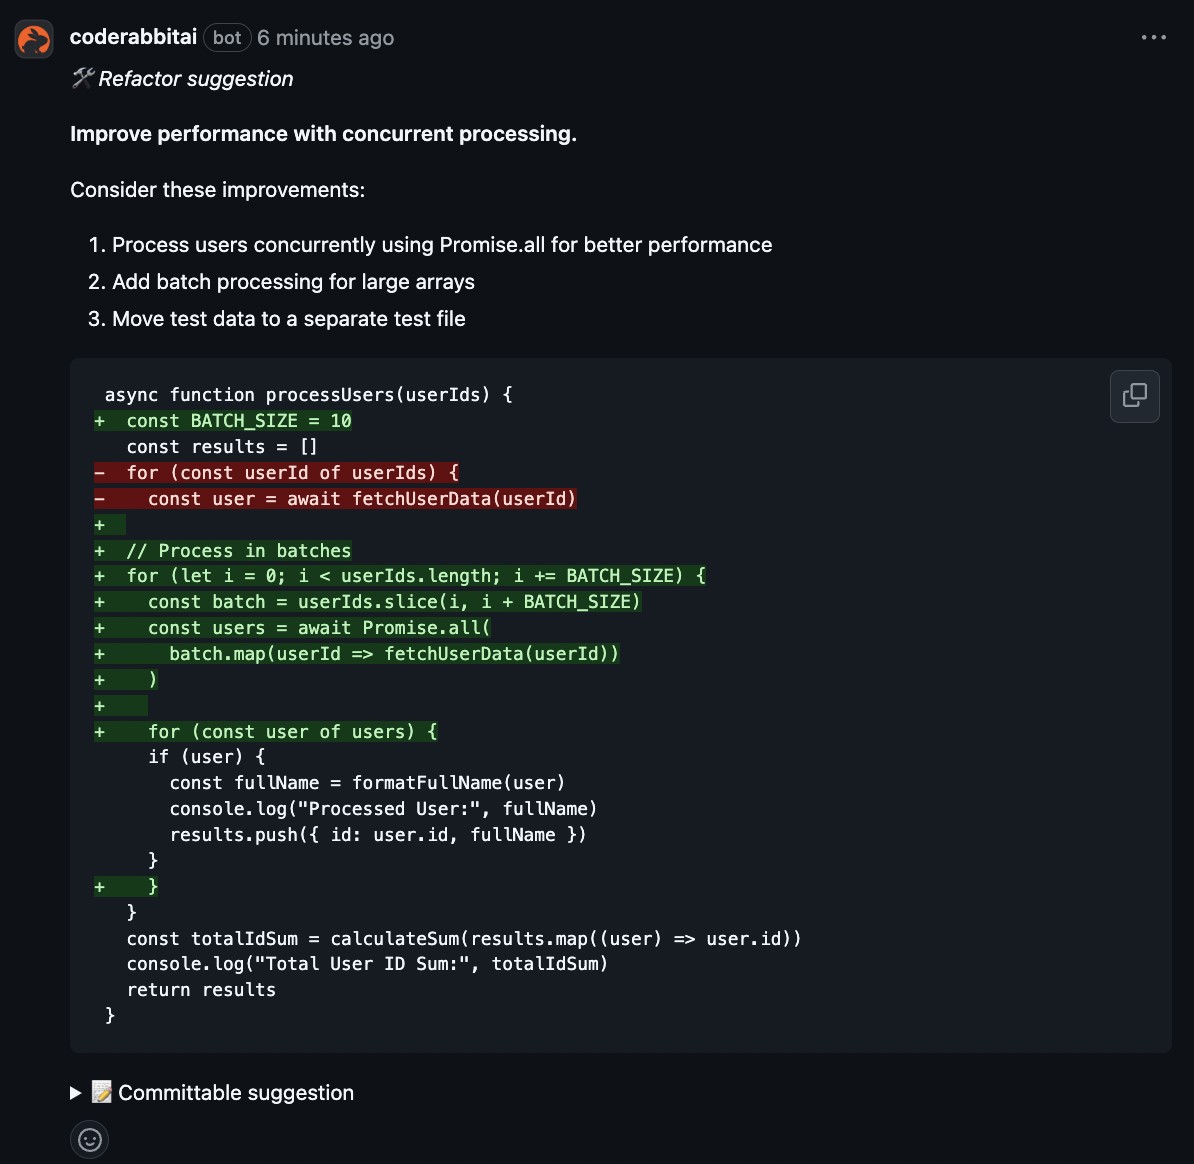 coderabbitai bot 6 minutes ago
🛠️ Refactor suggestion
Improve performance with concurrent processing.
Consider these improvements:
1. Process users concurrently using Promise.all for better performance
2. Add batch processing for large arrays
3. Move test data to a separate test file
 async function processUsers(userIds) {
+  const BATCH_SIZE = 10
   const results = []
-  for (const userId of userIds) {
-    const user = await fetchUserData(userId)
+
+  // Process in batches
+  for (let i = 0; i < userIds.length; i += BATCH_SIZE) {
+    const batch = userIds.slice(i, i + BATCH_SIZE)
+    const users = await Promise.all(
+      batch.map(userId => fetchUserData(userId))
+    )
+
+    for (const user of users) {
     if (user) {
       const fullName = formatFullName(user)
       console.log("Processed User:", fullName)
       results.push({ id: user.id, fullName })
     }
+    }
   }
   const totalIdSum = calculateSum(results.map((user) => user.id))
   console.log("Total User ID Sum:", totalIdSum)
   return results
 }
▶ 📝 Committable suggestion